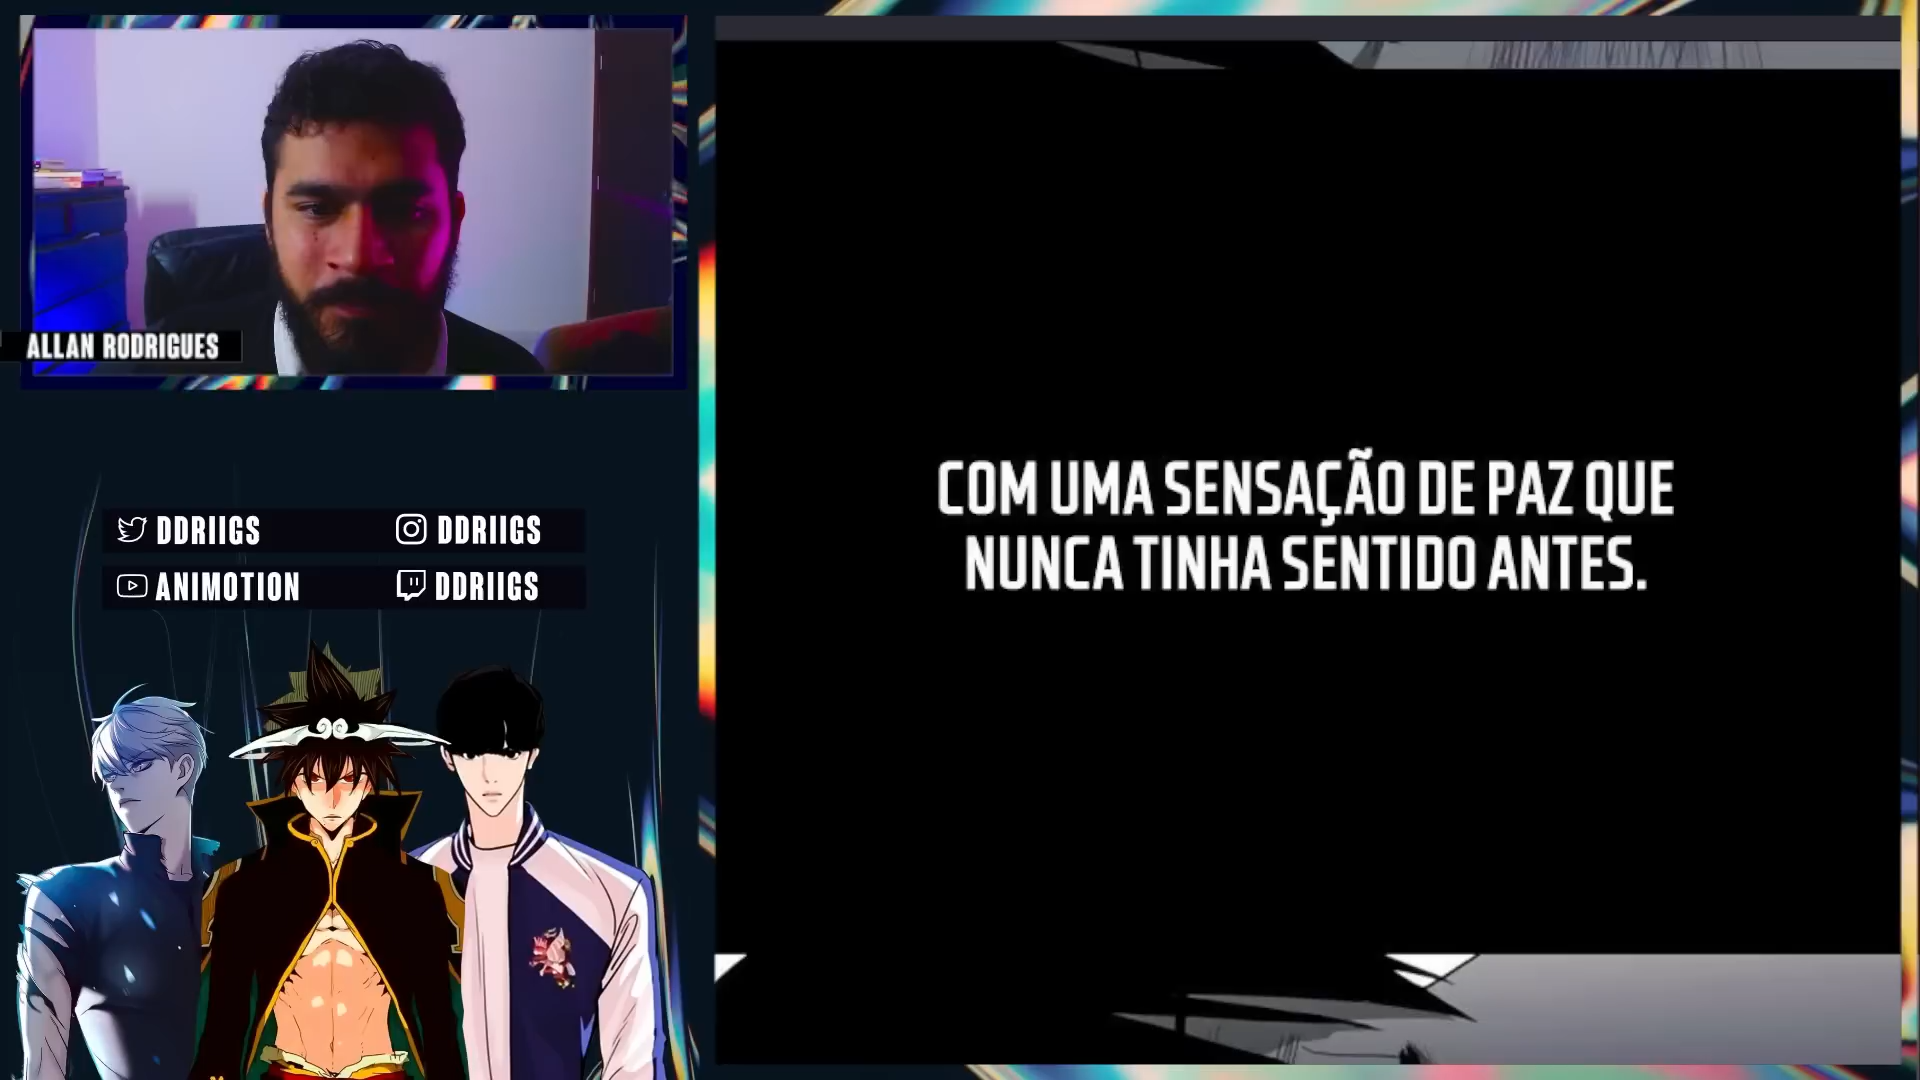 ALLAN RODRIGUES
DDRIIGS
DDRIIGS
ANIMOTION
DDRIIGS
COM UMA SENSAÇÃO DE PAZ QUE
NUNCA TINHA SENTIDO ANTES.